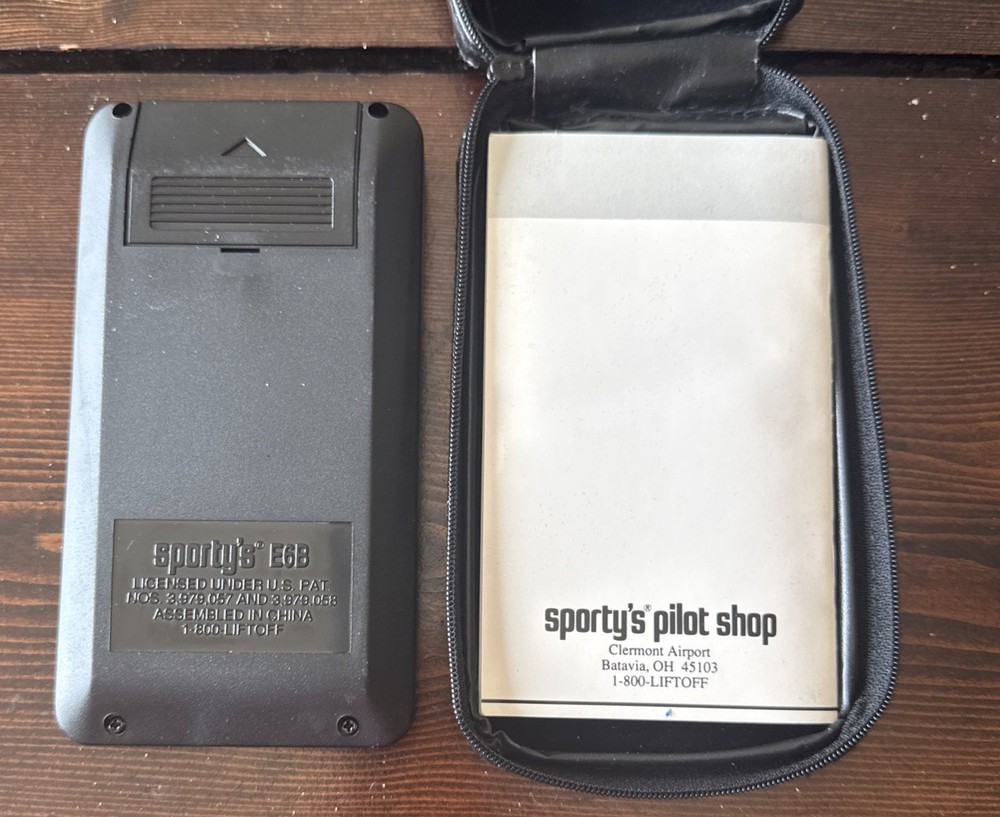 sporty's® E6B
LICENSED UNDER U.S. PAT.
NOS. 3,979,057 AND 3,979,058
ASSEMBLED IN CHINA
1-800-LIFTOFF
sporty's® pilot shop
Clermont Airport
Batavia, OH 45103
1-800-LIFTOFF